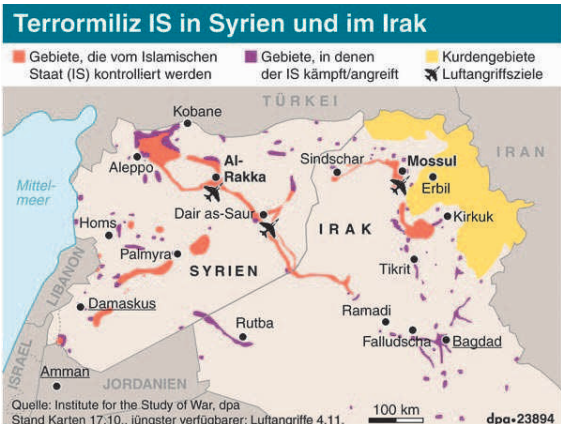 Terrormiliz IS in Syrien und im Irak
Gebiete, die vom Islamischen
Staat (IS) kontrolliert werden
Gebiete, in denen
der IS kämpft/angreift
Kurdengebiete
Luftangriffsziele
TÜRKEI
Kobane
Aleppo
Al-
Rakka
Sindschar
Mossul
IRAN
Erbil
Mittel-
meer
Dair as-Saur
Kirkuk
Homs
IRAK
Palmyra
SYRIEN
Tikrit
LIBANON
Damaskus
Ramadi
Rutba
Falludscha
Bagdad
ISRAEL
Amman
JORDANIEN
Quelle: Institute for the Study of War, dpa
100 km
Stand Karten 17.10., jüngster verfügbarer; Luftangriffe 4.11.
dpa•23894